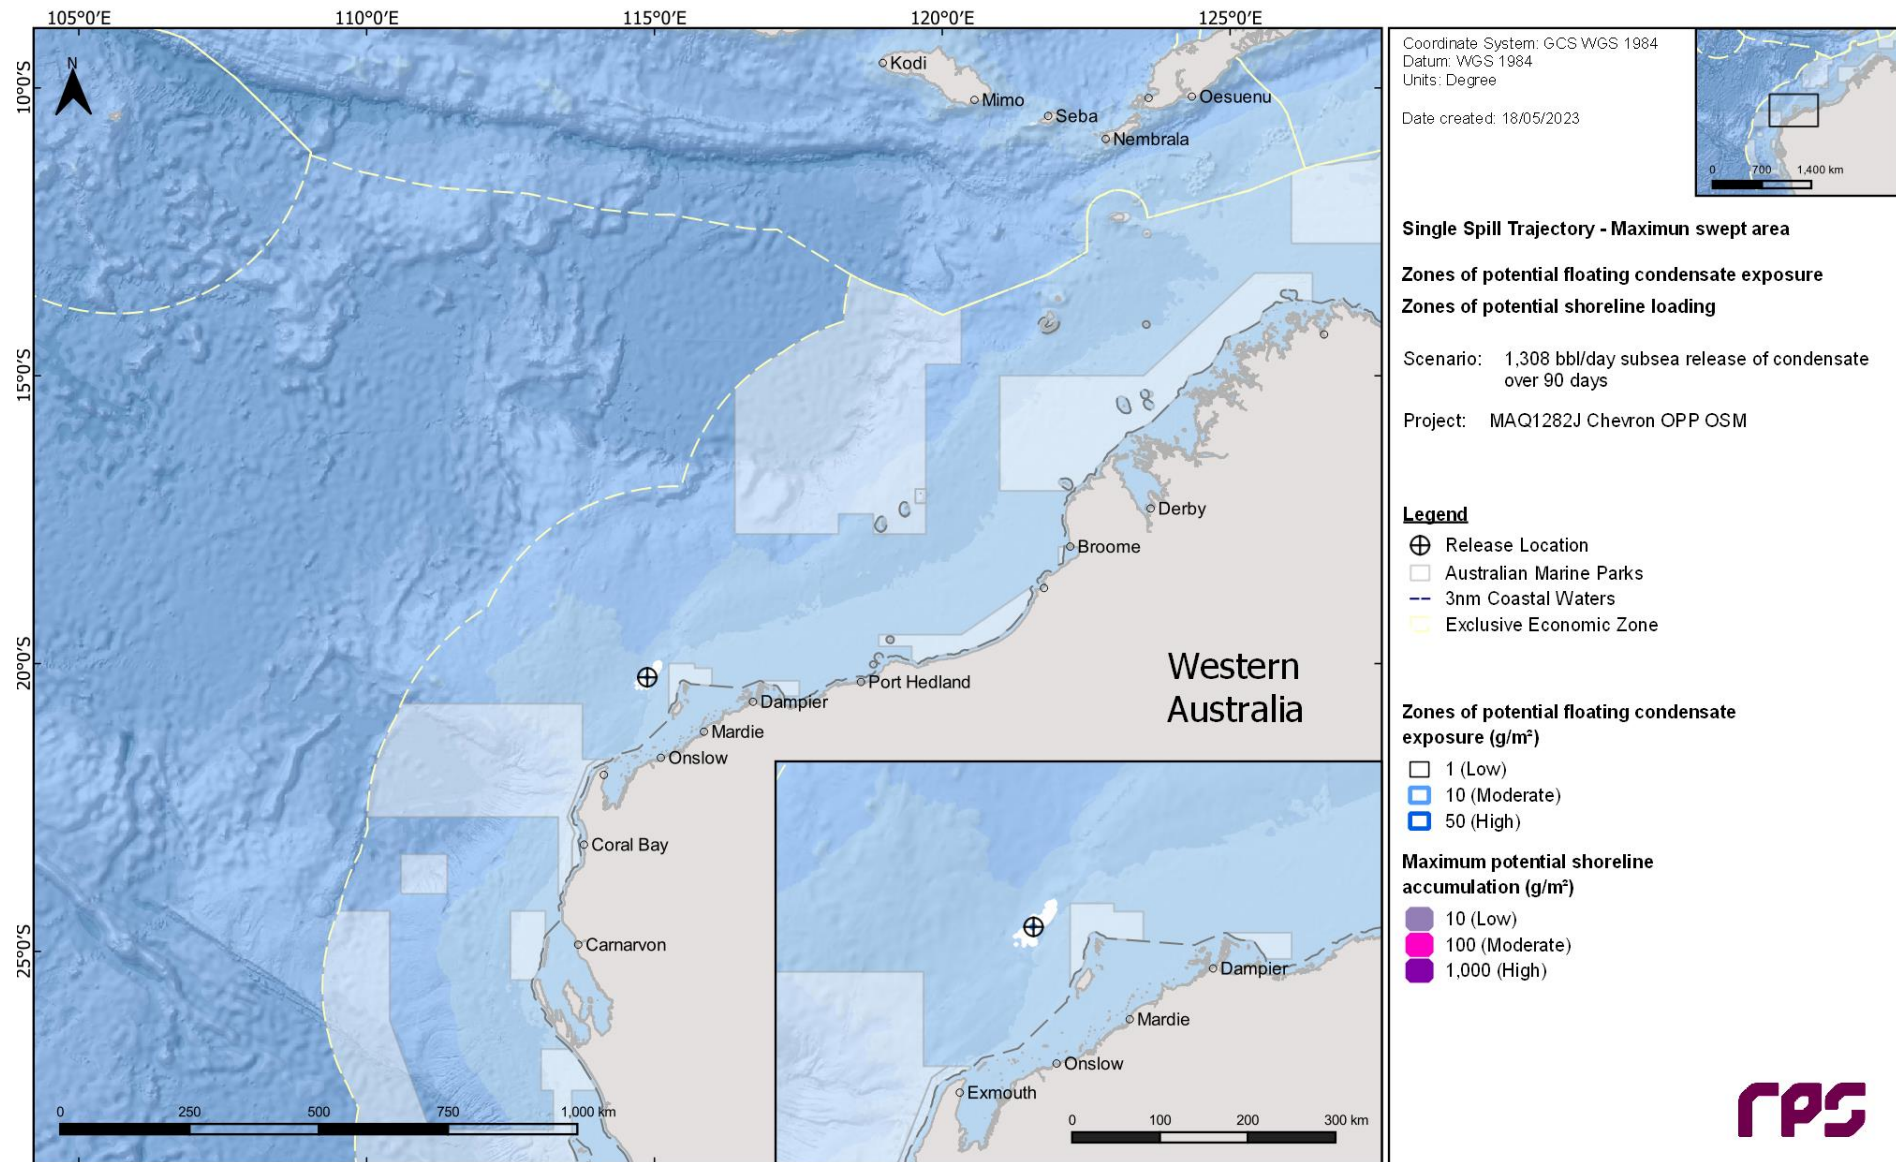 105°0'E 110°0'E 115°0'E 120°0'E 125°0'E
10°0'S
15°0'S
20°0'S
25°0'S
N
Kodi
Mimo
Seba
Oesuenu
Nembrala
Derby
Broome
Western
Australia
Port Hedland
Dampier
Mardie
Onslow
Coral Bay
Carnarvon
0 250 500 750 1,000 km
Dampier
Mardie
Onslow
Exmouth
0 100 200 300 km
Coordinate System: GCS WGS 1984
Datum: WGS 1984
Units: Degree
Date created: 18/05/2023
0 700 1,400 km
Single Spill Trajectory - Maximun swept area
Zones of potential floating condensate exposure
Zones of potential shoreline loading
Scenario: 1,308 bbl/day subsea release of condensate
over 90 days
Project: MAQ1282J Chevron OPP OSM
Legend
Release Location
Australian Marine Parks
3nm Coastal Waters
Exclusive Economic Zone
Zones of potential floating condensate
exposure (g/m²)
1 (Low)
10 (Moderate)
50 (High)
Maximum potential shoreline
accumulation (g/m²)
10 (Low)
100 (Moderate)
1,000 (High)
rps